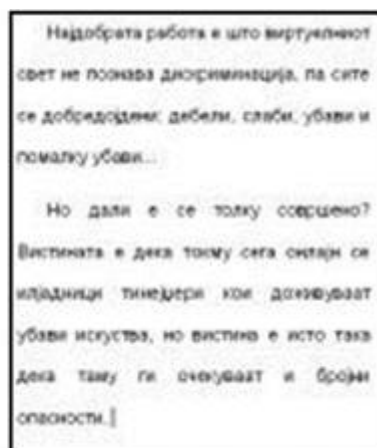 Најдобрата работа е што виртуелниот
свет не познава дискриминација, па сите
се добредојдени: дебели, слаби, убави и
помалку убави...
Но дали е се толку совршено?
Вистината е дека токму сега онлајн се
илјадници тинејџери кои доживуваат
убави искуства, но вистина е исто така
дека таму ги очекуваат и бројни
опасности.